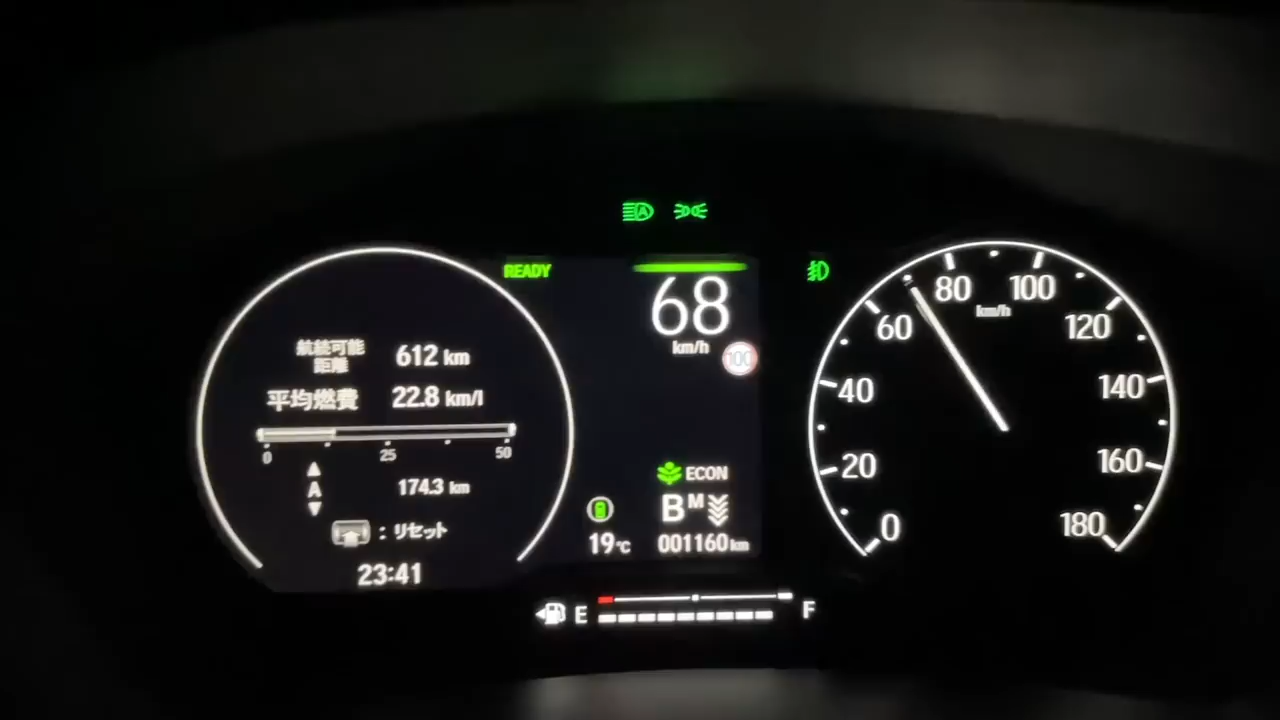 READY
68
km/h
100
航続可能
距離
612 km
平均燃費
22.8 km/l
0
25
50
A
174.3 km
: リセット
23:41
ECON
B M
19℃
001160 km
E
F
0
20
40
60
80
100
120
140
160
180
km/h